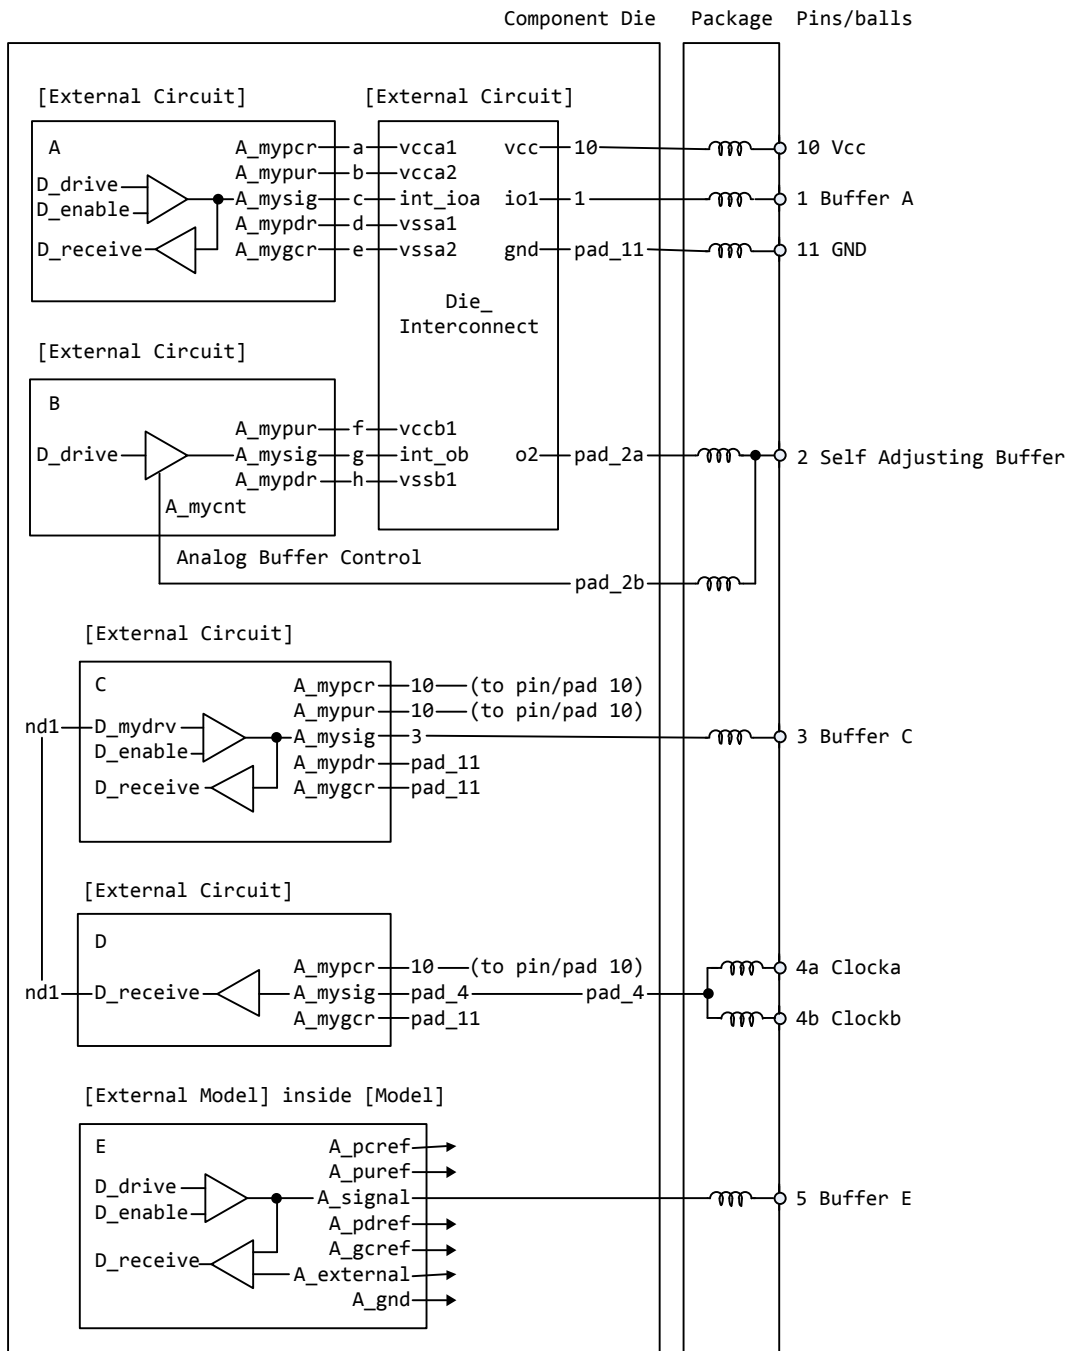 Component Die Package Pins/balls
[External Circuit] [External Circuit]
A A_mypcr a vcca1 vcc 10 10 Vcc
A_mypur b vcca2
D_drive
A_mysig c int_ioa io1 1 1 Buffer A
D_enable
A_mypdr d vssa1
D_receive A_mygcr e vssa2 gnd pad_11 11 GND
Die_
Interconnect
[External Circuit]
B
A_mypur f vccb1
D_drive A_mysig g int_ob o2 pad_2a 2 Self Adjusting Buffer
A_mypdr h vssb1
A_mycnt
Analog Buffer Control
pad_2b
[External Circuit]
C A_mypcr 10 (to pin/pad 10)
A_mypur 10 (to pin/pad 10)
nd1 D_mydrv
A_mysig 3 3 Buffer C
D_enable
A_mypdr pad_11
D_receive A_mygcr pad_11
[External Circuit]
D
A_mypcr 10 (to pin/pad 10) 4a Clocka
nd1 D_receive A_mysig pad_4 pad_4
A_mygcr pad_11 4b Clockb
[External Model] inside [Model]
E A_pcref
A_puref
D_drive
A_signal 5 Buffer E
D_enable
A_pdref
A_gcref
D_receive
A_external
A_gnd